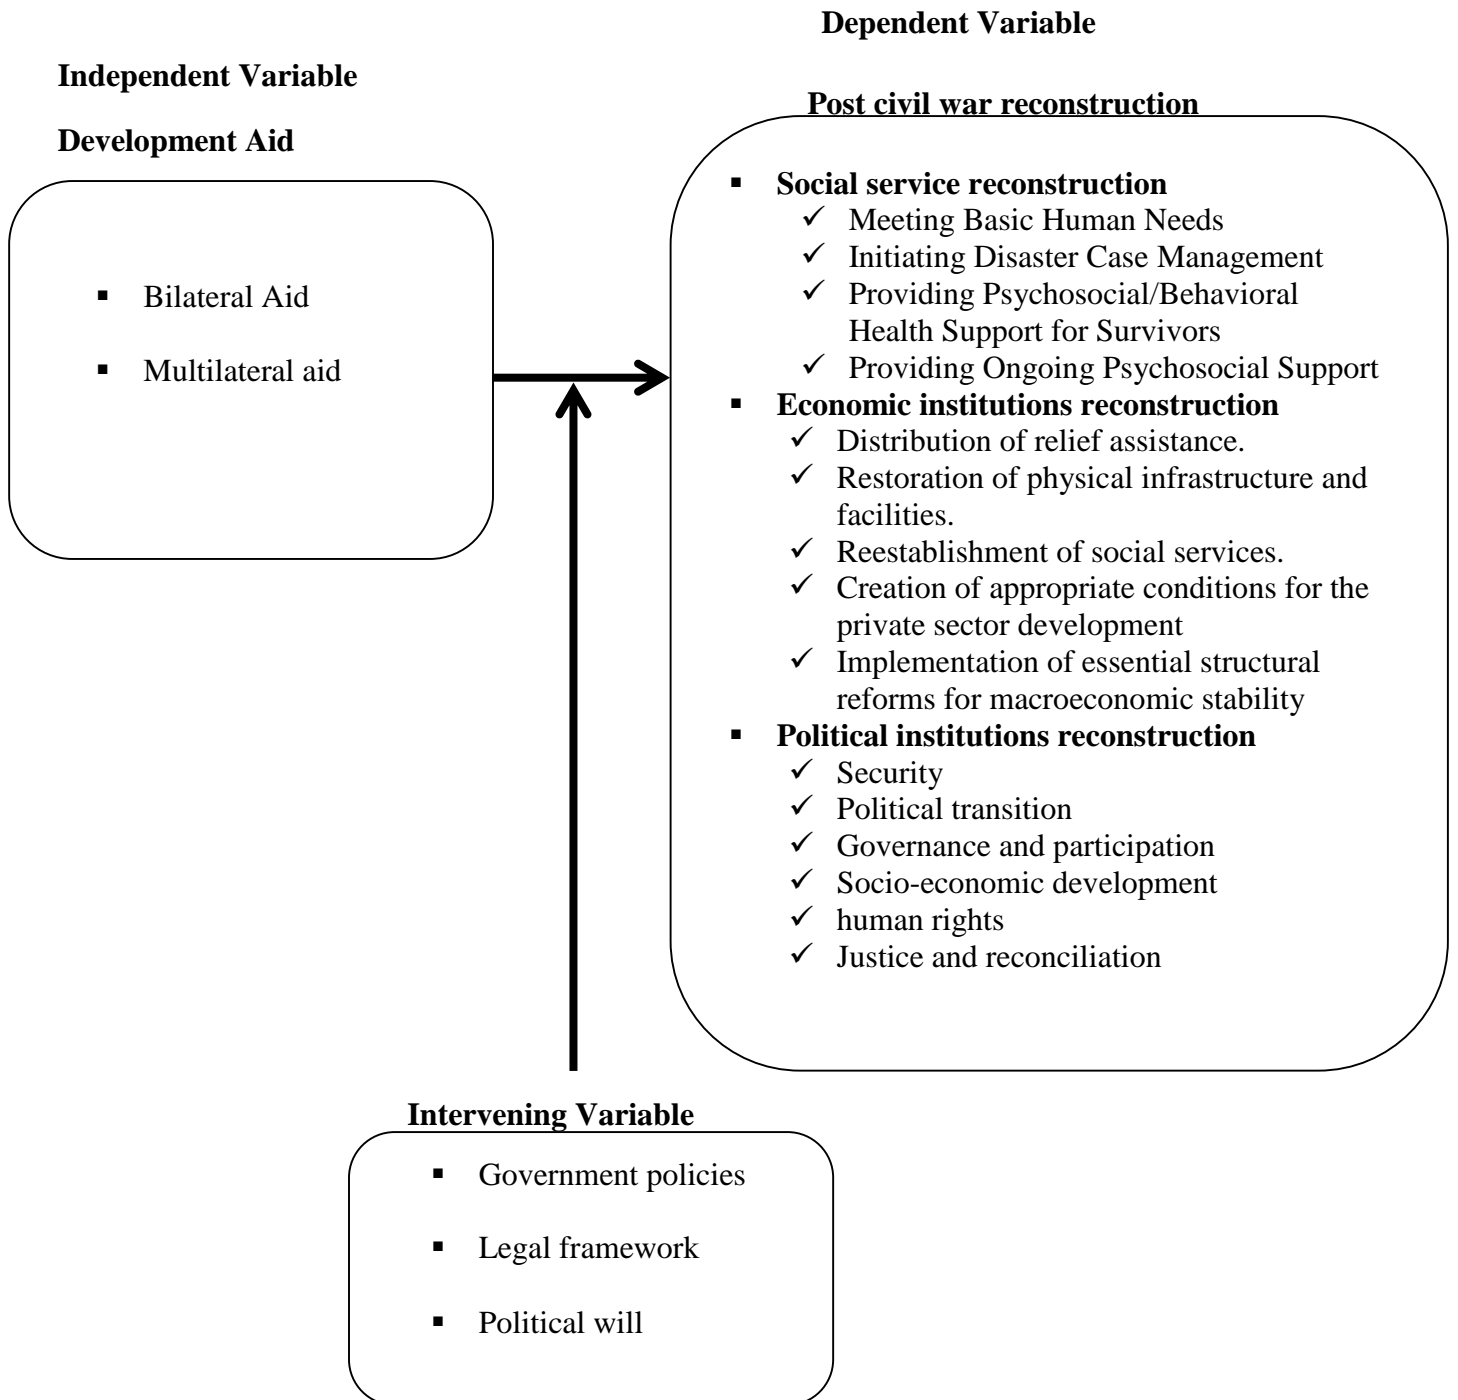 Dependent Variable
Independent Variable
Post civil war reconstruction
Development Aid
▪ Bilateral Aid
▪ Multilateral aid
▪ Social service reconstruction
✓ Meeting Basic Human Needs
✓ Initiating Disaster Case Management
✓ Providing Psychosocial/Behavioral
Health Support for Survivors
✓ Providing Ongoing Psychosocial Support
▪ Economic institutions reconstruction
✓ Distribution of relief assistance.
✓ Restoration of physical infrastructure and
facilities.
✓ Reestablishment of social services.
✓ Creation of appropriate conditions for the
private sector development
✓ Implementation of essential structural
reforms for macroeconomic stability
▪ Political institutions reconstruction
✓ Security
✓ Political transition
✓ Governance and participation
✓ Socio-economic development
✓ human rights
✓ Justice and reconciliation
Intervening Variable
▪ Government policies
▪ Legal framework
▪ Political will